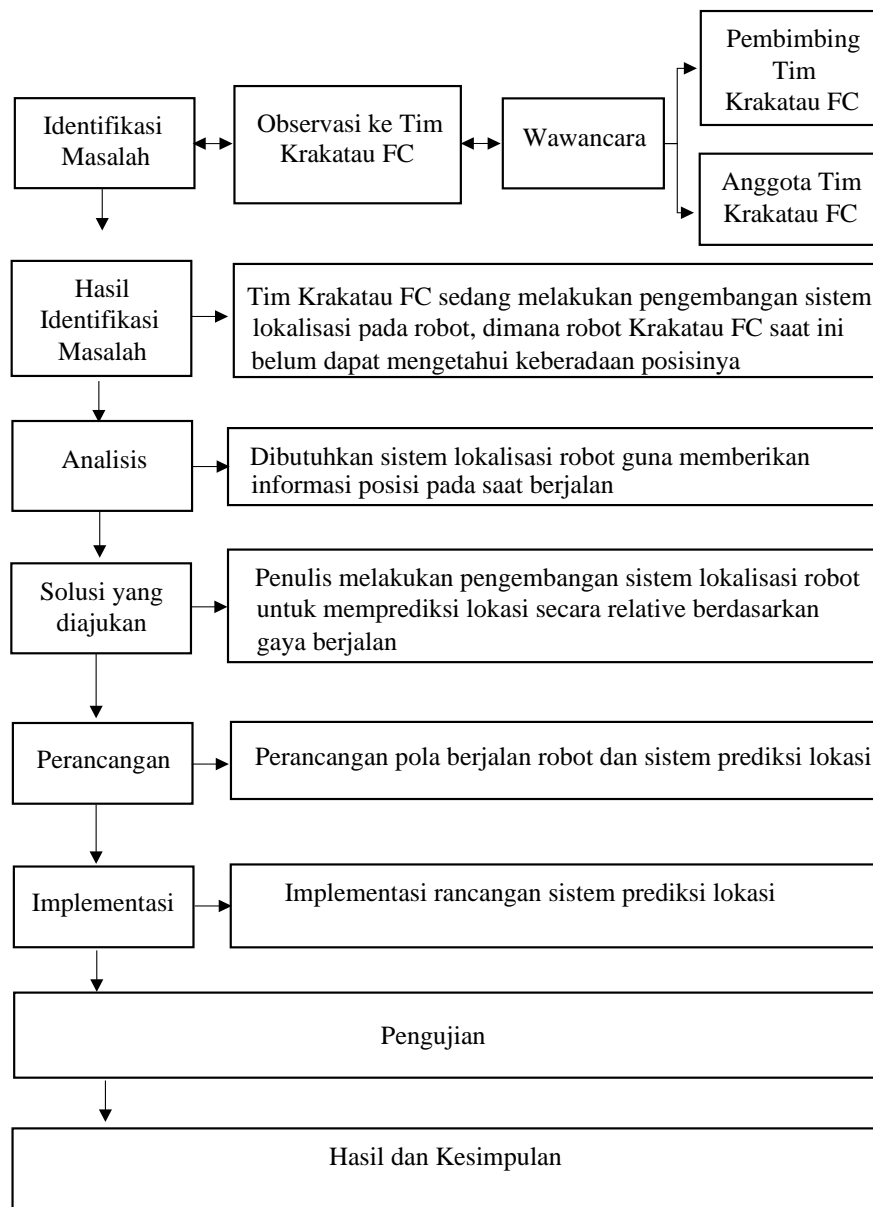 Pembimbing
Tim
Krakatau FC
Identifikasi
Masalah
Observasi ke Tim
Krakatau FC
Wawancara
Anggota Tim
Krakatau FC
Hasil
Identifikasi
Masalah
Tim Krakatau FC sedang melakukan pengembangan sistem
lokalisasi pada robot, dimana robot Krakatau FC saat ini
belum dapat mengetahui keberadaan posisinya
Analisis
Dibutuhkan sistem lokalisasi robot guna memberikan
informasi posisi pada saat berjalan
Solusi yang
diajukan
Penulis melakukan pengembangan sistem lokalisasi robot
untuk memprediksi lokasi secara relative berdasarkan
gaya berjalan
Perancangan
Perancangan pola berjalan robot dan sistem prediksi lokasi
Implementasi
Implementasi rancangan sistem prediksi lokasi
Pengujian
Hasil dan Kesimpulan